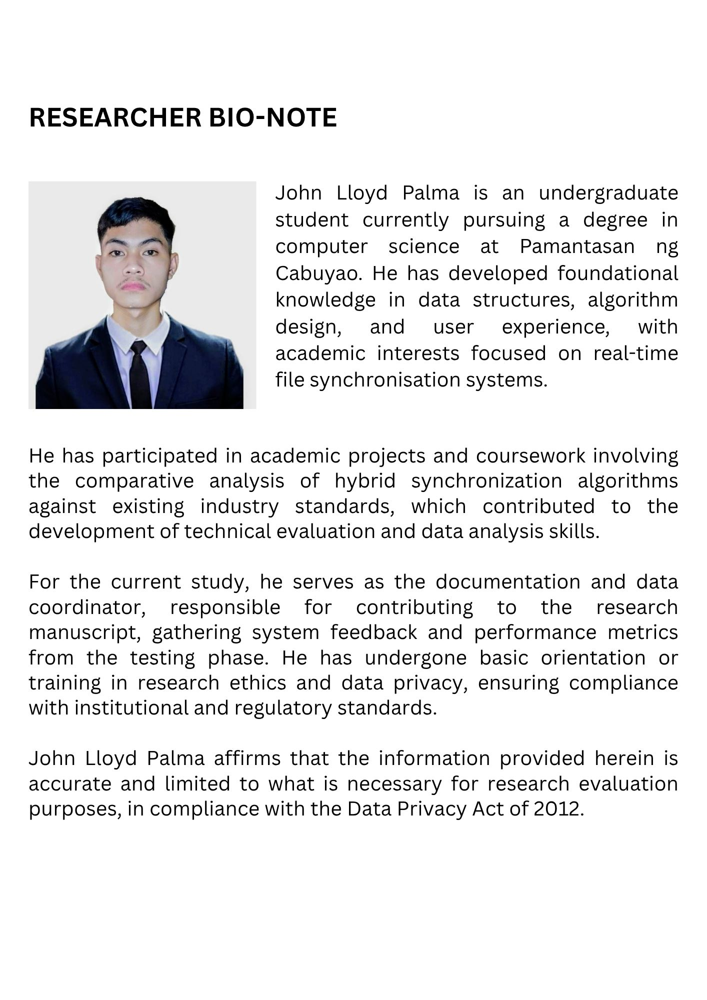 RESEARCHER BIO-NOTE
John Lloyd Palma is an undergraduate
student currently pursuing a degree in
computer science at Pamantasan ng
Cabuyao. He has developed foundational
knowledge in data structures, algorithm
design, and user experience, with
academic interests focused on real-time
file synchronisation systems.
He has participated in academic projects and coursework involving
the comparative analysis of hybrid synchronization algorithms
against existing industry standards, which contributed to the
development of technical evaluation and data analysis skills.
For the current study, he serves as the documentation and data
coordinator, responsible for contributing to the research
manuscript, gathering system feedback and performance metrics
from the testing phase. He has undergone basic orientation or
training in research ethics and data privacy, ensuring compliance
with institutional and regulatory standards.
John Lloyd Palma affirms that the information provided herein is
accurate and limited to what is necessary for research evaluation
purposes, in compliance with the Data Privacy Act of 2012.